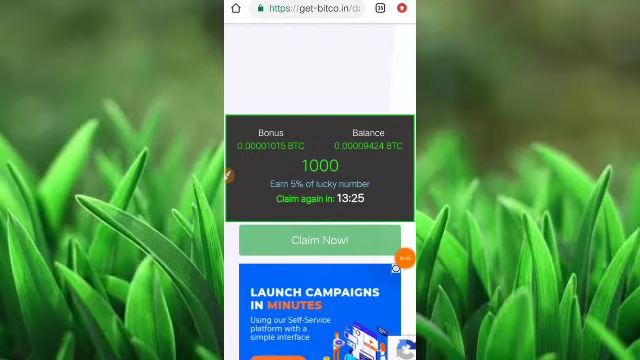 https://get-bitco.in/da
Bonus Balance
0.00001015 BTC 0.00009424 BTC
1000
Earn 5% of lucky number
Claim again in: 13:25
Claim Now!
LAUNCH CAMPAIGNS
IN MINUTES
Using our Self-Service
platform with a
simple interface